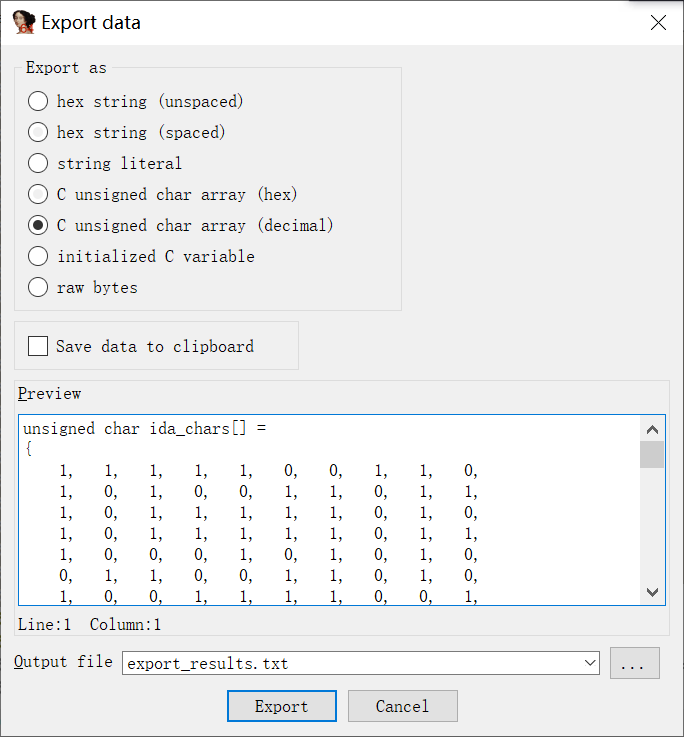 Export data
Export as
hex string (unspaced)
hex string (spaced)
string literal
C unsigned char array (hex)
C unsigned char array (decimal)
initialized C variable
raw bytes
Save data to clipboard
Preview
unsigned char ida_chars[] =
{
1, 1, 1, 1, 1, 0, 0, 1, 1, 0,
1, 0, 1, 0, 0, 1, 1, 0, 1, 1,
1, 0, 1, 1, 1, 1, 1, 0, 1, 0,
1, 0, 1, 1, 1, 1, 1, 0, 1, 1,
1, 0, 0, 0, 1, 0, 1, 0, 1, 0,
0, 1, 1, 0, 0, 1, 1, 0, 1, 0,
1, 0, 0, 1, 1, 1, 1, 0, 0, 1,
Line:1 Column:1
Output file export_results.txt ...
Export Cancel